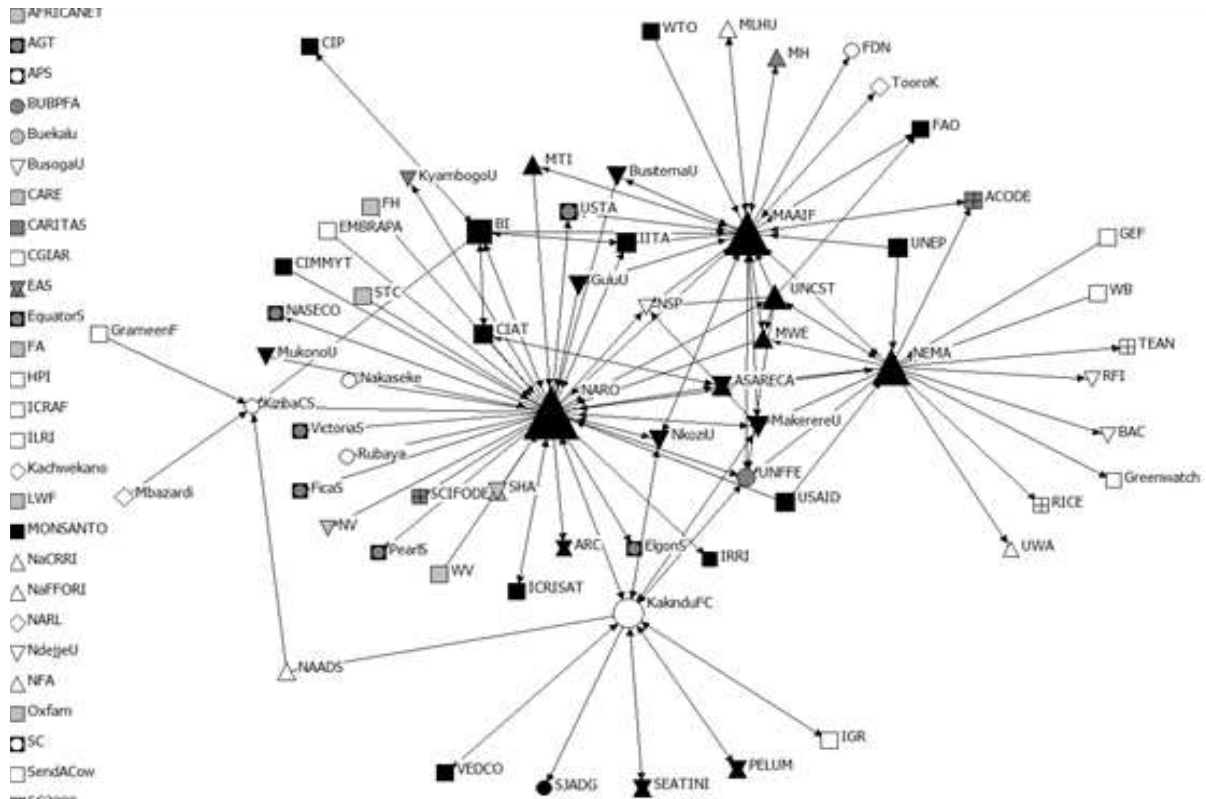 AFRICANET
AGT
APS
BUBPFA
Buekalu
BusogaU
CARE
CARITAS
CGIAR
EAS
EquatorS
FA
HPI
ICRAF
ILRI
Kachwekano
LWF
MONSANTO
NaCRRI
NaFFORI
NARL
NdejjeU
NFA
Oxfam
SC
SendACow
CIP
WTO
MLHU
MH
FDN
TooroK
FAO
MTI
BusitemaU
KyambogoU
ACODE
FH
USTA
MAAIF
EMBRAPA
BI
IITA
UNEP
GEF
CIMMYT
GuluU
UNCST
STC
NSP
WB
NASECO
GrameenF
CIAT
MWE
NEMA
TEAN
MukonoU
Nakaseke
NARO
ASARECA
RFI
KizibaCS
VictoriaS
NkoziU
MakerereU
BAC
Rubaya
UNFFE
Greenwatch
Mbazardi
FicaS
SCIFODE
SHA
USAID
RICE
NV
PearlS
ARC
ElgonS
IRRI
UWA
WV
ICRISAT
KakinduFC
NAADS
IGR
VEDCO
SJADG
SEATINI
PELUM